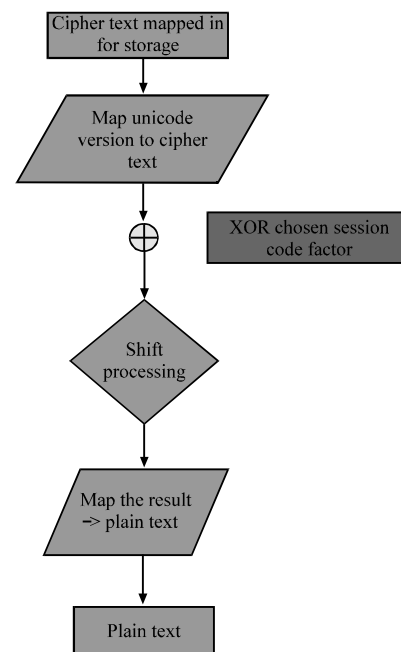 Cipher text mapped in
for storage
Map unicode
version to cipher
text
XOR chosen session
code factor
Shift
processing
Map the result
-> plain text
Plain text